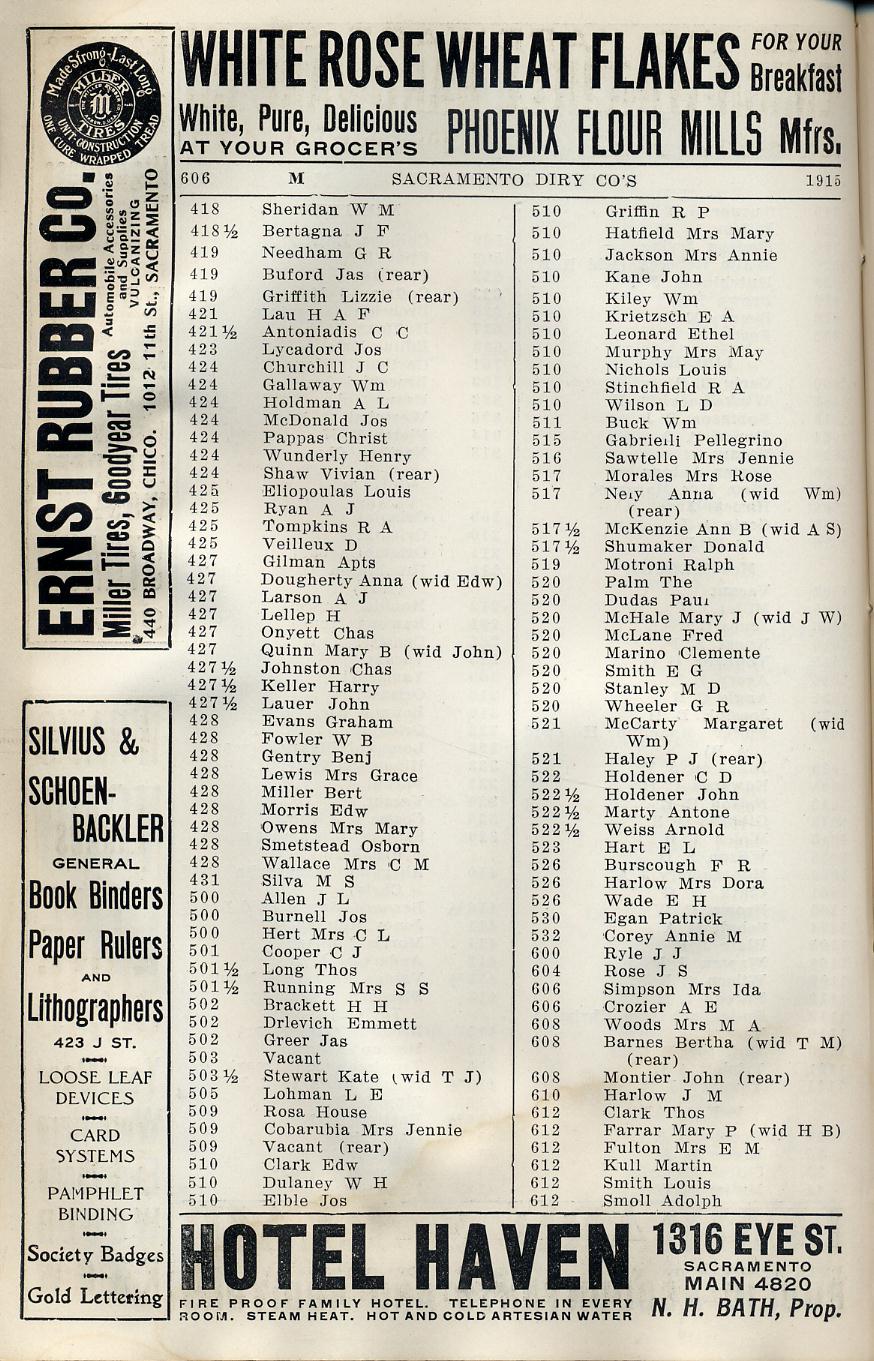 WHITE ROSE WHEAT FLAKES FOR YOUR Breakfast
White, Pure, Delicious
AT YOUR GROCER'S
PHOENIX FLOUR MILLS Mfrs.
Made Strong-Last Long
MILLER
TIRES
UNIT-CONSTRUCTION
ONE CURE WRAPPED TREAD
ERNST RUBBER CO.
Automobile Accessories
and Supplies
VULCANIZING
Miller Tires, Goodyear Tires
440 BROADWAY, CHICO. 1012 11th St., SACRAMENTO
SILVIUS &
SCHOEN-
BACKLER
GENERAL
Book Binders
Paper Rulers
AND
Lithographers
423 J ST.
LOOSE LEAF
DEVICES
CARD
SYSTEMS
PAMPHLET
BINDING
Society Badges
Gold Lettering
606 M SACRAMENTO DIRY CO'S 1915
418 Sheridan W M
418½ Bertagna J F
419 Needham G R
419 Buford Jas (rear)
419 Griffith Lizzie (rear)
421 Lau H A F
421½ Antoniadis C C
423 Lycadord Jos
424 Churchill J C
424 Gallaway Wm
424 Holdman A L
424 McDonald Jos
424 Pappas Christ
424 Wunderly Henry
424 Shaw Vivian (rear)
425 Eliopoulas Louis
425 Ryan A J
425 Tompkins R A
425 Veilleux D
427 Gilman Apts
427 Dougherty Anna (wid Edw)
427 Larson A J
427 Lellep H
427 Onyett Chas
427 Quinn Mary B (wid John)
427½ Johnston Chas
427½ Keller Harry
427½ Lauer John
428 Evans Graham
428 Fowler W B
428 Gentry Benj
428 Lewis Mrs Grace
428 Miller Bert
428 Morris Edw
428 Owens Mrs Mary
428 Smetstead Osborn
428 Wallace Mrs C M
431 Silva M S
500 Allen J L
500 Burnell Jos
500 Hert Mrs C L
501 Cooper C J
501½ Long Thos
501½ Running Mrs S S
502 Brackett H H
502 Drlevich Emmett
502 Greer Jas
503 Vacant
503½ Stewart Kate (wid T J)
505 Lohman L E
509 Rosa House
509 Cobarubia Mrs Jennie
509 Vacant (rear)
510 Clark Edw
510 Dulaney W H
510 Elble Jos
510 Griffin R P
510 Hatfield Mrs Mary
510 Jackson Mrs Annie
510 Kane John
510 Kiley Wm
510 Krietzsch E A
510 Leonard Ethel
510 Murphy Mrs May
510 Nichols Louis
510 Stinchfield R A
510 Wilson L D
511 Buck Wm
515 Gabrielli Pellegrino
516 Sawtelle Mrs Jennie
517 Morales Mrs Rose
517 Neiy Anna (wid Wm)
(rear)
517½ McKenzie Ann B (wid A S)
517½ Shumaker Donald
519 Motroni Ralph
520 Palm The
520 Dudas Paul
520 McHale Mary J (wid J W)
520 McLane Fred
520 Marino Clemente
520 Smith E G
520 Stanley M D
520 Wheeler G R
521 McCarty Margaret (wid
Wm)
521 Haley P J (rear)
522 Holdener C D
522½ Holdener John
522½ Marty Antone
522½ Weiss Arnold
523 Hart E L
526 Burscough F R
526 Harlow Mrs Dora
526 Wade E H
530 Egan Patrick
532 Corey Annie M
600 Ryle J J
604 Rose J S
606 Simpson Mrs Ida
606 Crozier A E
608 Woods Mrs M A
608 Barnes Bertha (wid T M)
(rear)
608 Montier John (rear)
610 Harlow J M
612 Clark Thos
612 Farrar Mary P (wid H B)
612 Fulton Mrs E M
612 Kull Martin
612 Smith Louis
612 Smoll Adolph
HOTEL HAVEN
FIRE PROOF FAMILY HOTEL. TELEPHONE IN EVERY
ROOM. STEAM HEAT. HOT AND COLD ARTESIAN WATER
1316 EYE ST.
SACRAMENTO
MAIN 4820
N. H. BATH, Prop.